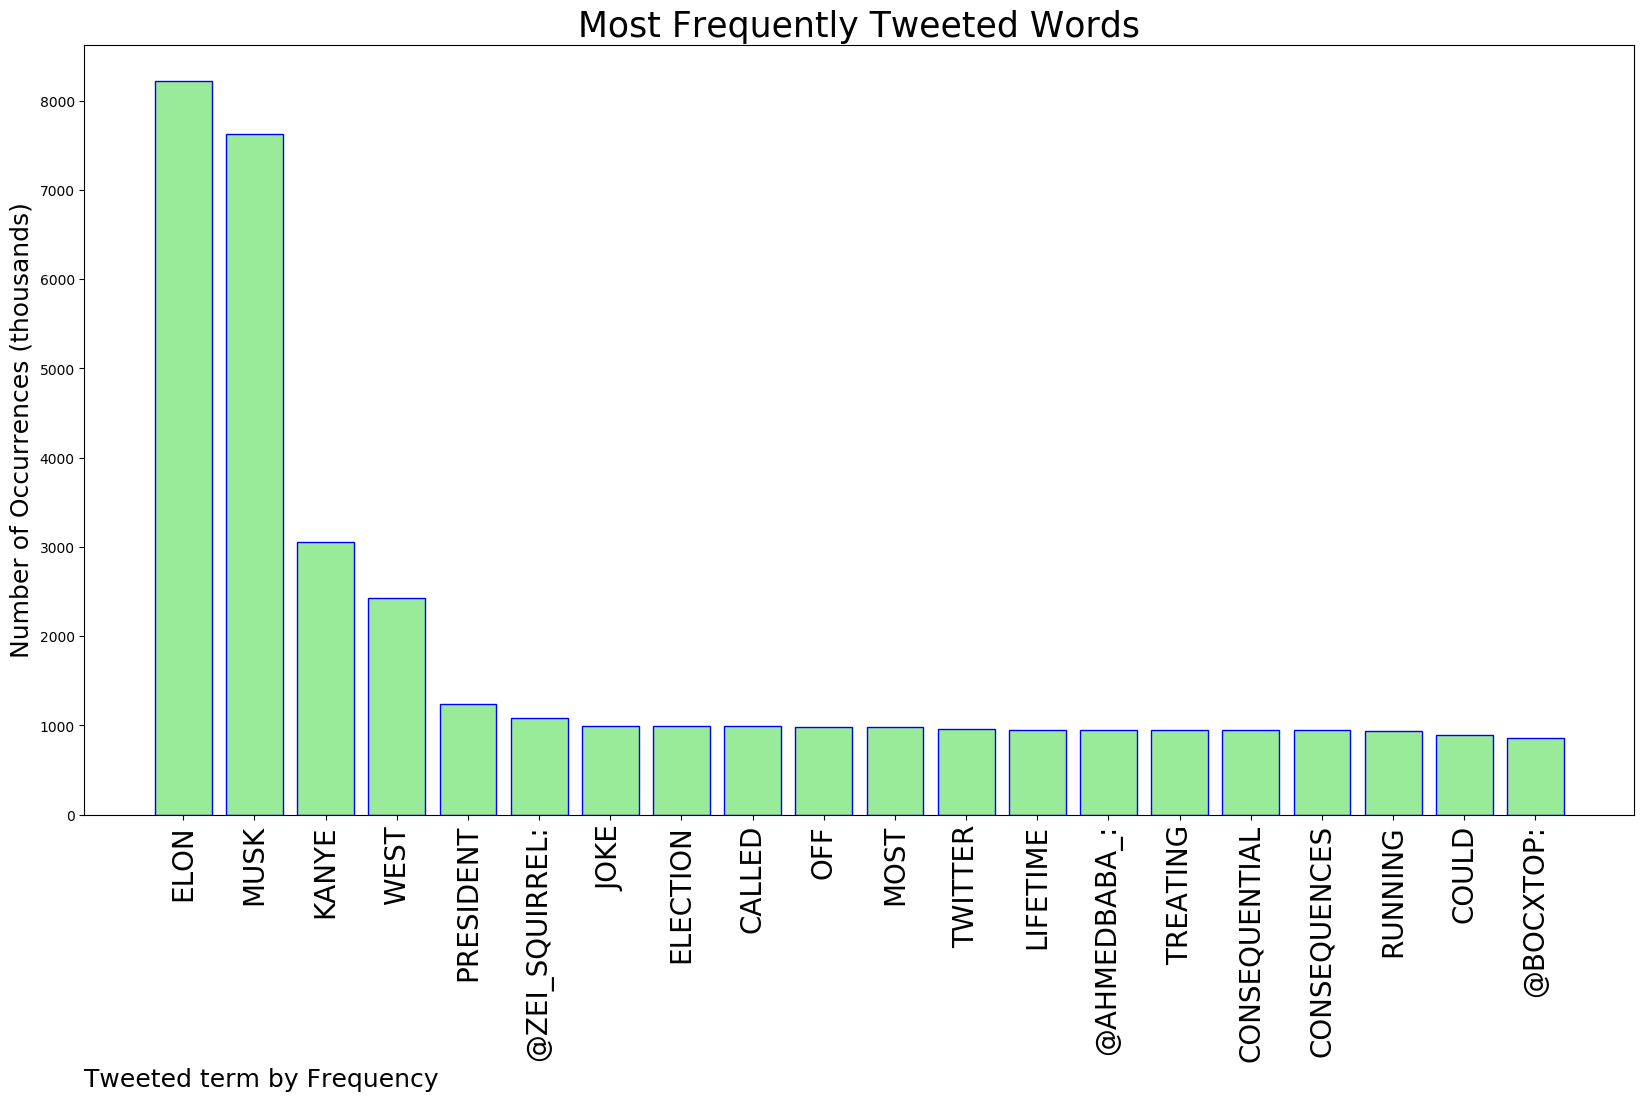 Most Frequently Tweeted Words
Number of Occurrences (thousands)
8000
7000
6000
5000
4000
3000
2000
1000
0
ELON
MUSK
KANYE
WEST
PRESIDENT
@ZEI_SQUIRREL:
JOKE
ELECTION
CALLED
OFF
MOST
TWITTER
LIFETIME
@AHMEDBABA_:
TREATING
CONSEQUENTIAL
CONSEQUENCES
RUNNING
COULD
@BOCXTOP:
Tweeted term by Frequency